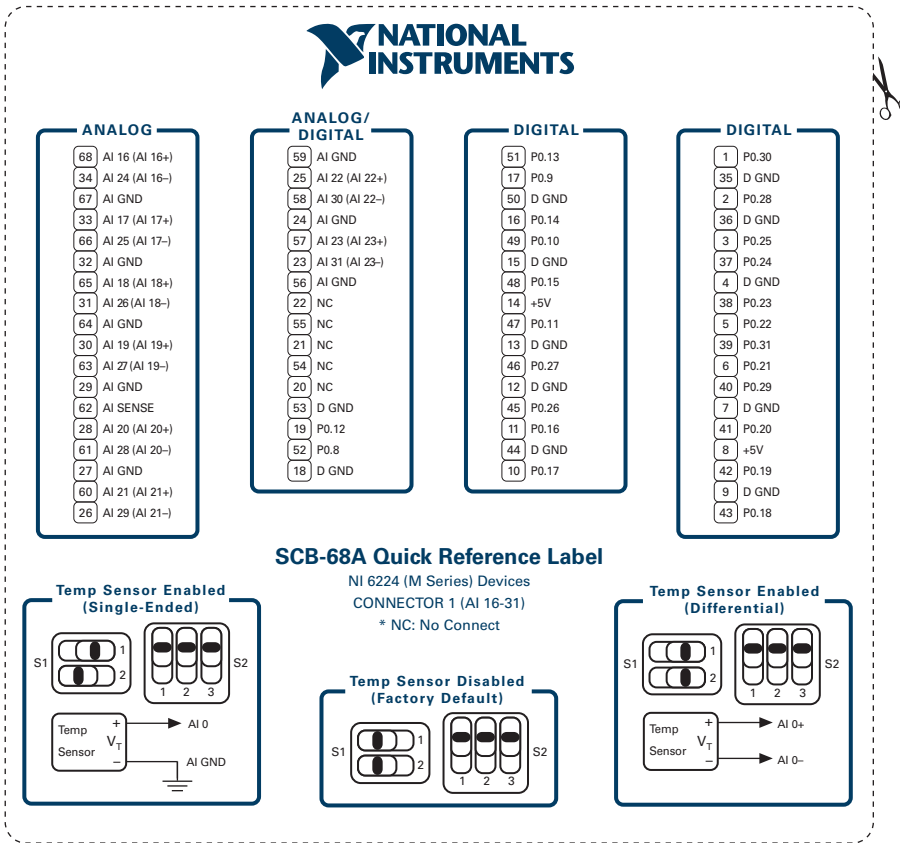 NATIONAL
INSTRUMENTS
ANALOG
68 AI 16 (AI 16+)
34 AI 24 (AI 16–)
67 AI GND
33 AI 17 (AI 17+)
66 AI 25 (AI 17–)
32 AI GND
65 AI 18 (AI 18+)
31 AI 26 (AI 18–)
64 AI GND
30 AI 19 (AI 19+)
63 AI 27 (AI 19–)
29 AI GND
62 AI SENSE
28 AI 20 (AI 20+)
61 AI 28 (AI 20–)
27 AI GND
60 AI 21 (AI 21+)
26 AI 29 (AI 21–)
ANALOG/
DIGITAL
59 AI GND
25 AI 22 (AI 22+)
58 AI 30 (AI 22–)
24 AI GND
57 AI 23 (AI 23+)
23 AI 31 (AI 23–)
56 AI GND
22 NC
55 NC
21 NC
54 NC
20 NC
53 D GND
19 P0.12
52 P0.8
18 D GND
DIGITAL
51 P0.13
17 P0.9
50 D GND
16 P0.14
49 P0.10
15 D GND
48 P0.15
14 +5V
47 P0.11
13 D GND
46 P0.27
12 D GND
45 P0.26
11 P0.16
44 D GND
10 P0.17
DIGITAL
1 P0.30
35 D GND
2 P0.28
36 D GND
3 P0.25
37 P0.24
4 D GND
38 P0.23
5 P0.22
39 P0.31
6 P0.21
40 P0.29
7 D GND
41 P0.20
8 +5V
42 P0.19
9 D GND
43 P0.18
SCB-68A Quick Reference Label
NI 6224 (M Series) Devices
CONNECTOR 1 (AI 16-31)
* NC: No Connect
Temp Sensor Enabled
(Single-Ended)
S1 1 S2
2
1 2 3
Temp + AI 0
Sensor VT
– AI GND
Temp Sensor Disabled
(Factory Default)
S1 1 S2
2
1 2 3
Temp Sensor Enabled
(Differential)
S1 1 S2
2
1 2 3
Temp + AI 0+
Sensor VT
– AI 0–